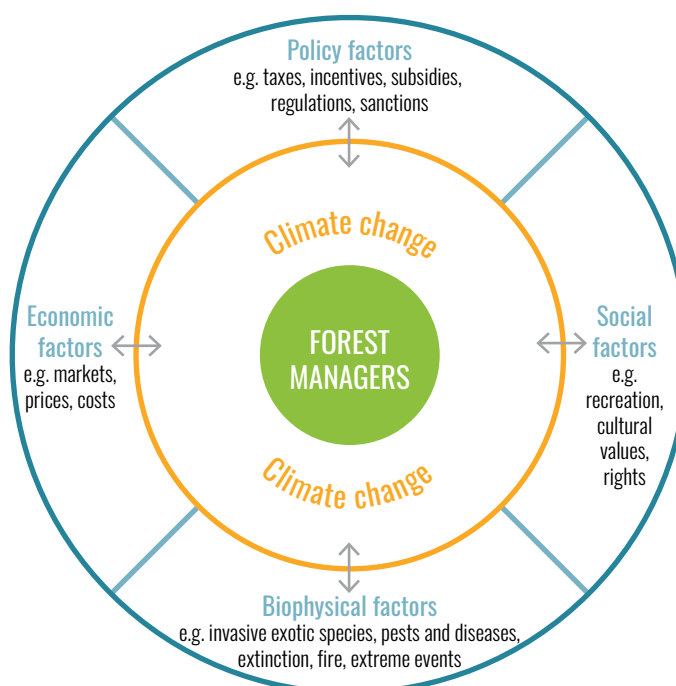 Policy factors
e.g. taxes, incentives, subsidies,
regulations, sanctions
Climate change
Economic
factors
e.g. markets,
prices, costs
FOREST
MANAGERS
Social
factors
e.g.
recreation,
cultural
values,
rights
Climate change
Biophysical factors
e.g. invasive exotic species, pests and diseases,
extinction, fire, extreme events